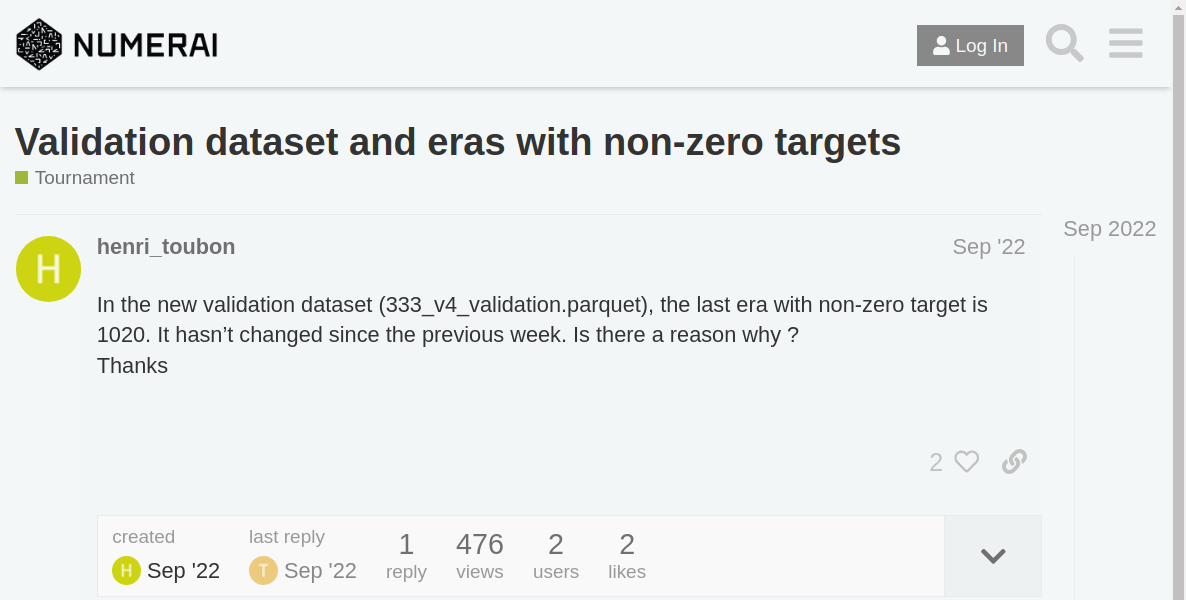 NUMERAI
Log In
Validation dataset and eras with non-zero targets
Tournament
H
henri_toubon
Sep '22
Sep 2022
In the new validation dataset (333_v4_validation.parquet), the last era with non-zero target is
1020. It hasn’t changed since the previous week. Is there a reason why ?
Thanks
2
created
last reply
1
476
2
2
H Sep '22
T Sep '22
reply
views
users
likes